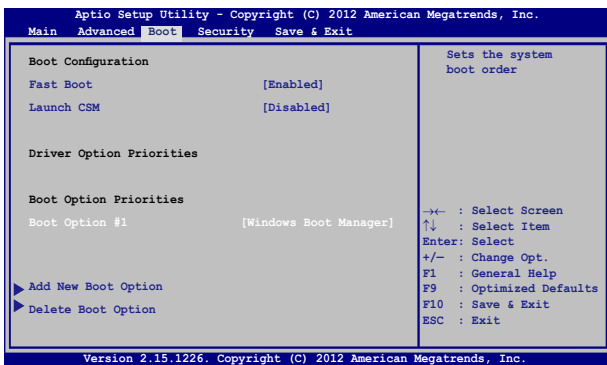 Aptio Setup Utility - Copyright (C) 2012 American Megatrends, Inc.
Main Advanced Boot Security Save & Exit
Boot Configuration
Fast Boot [Enabled]
Launch CSM [Disabled]
Driver Option Priorities
Boot Option Priorities
Boot Option #1 [Windows Boot Manager]
Add New Boot Option
Delete Boot Option
Sets the system
boot order
→← : Select Screen
↑↓ : Select Item
Enter: Select
+/— : Change Opt.
F1 : General Help
F9 : Optimized Defaults
F10 : Save & Exit
ESC : Exit
Version 2.15.1226. Copyright (C) 2012 American Megatrends, Inc.